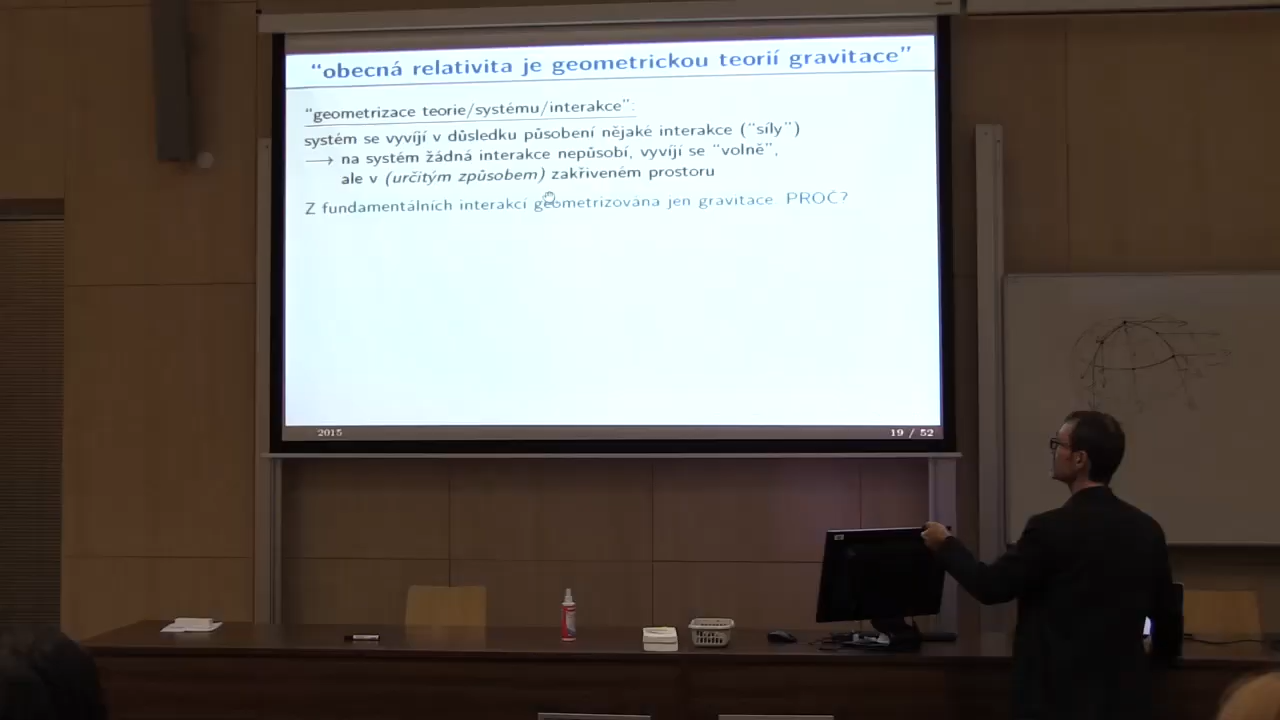 “obecná relativita je geometrickou teorií gravitace”
“geometrizace teorie/systému/interakce”:
systém se vyvíjí v důsledku působení nějaké interakce (“síly”)
⟶ na systém žádná interakce nepůsobí, vyvíjí se “volně”,
ale v (určitým způsobem) zakřiveném prostoru
Z fundamentálních interakcí geometrizována jen gravitace PROČ?
2015
19 / 52